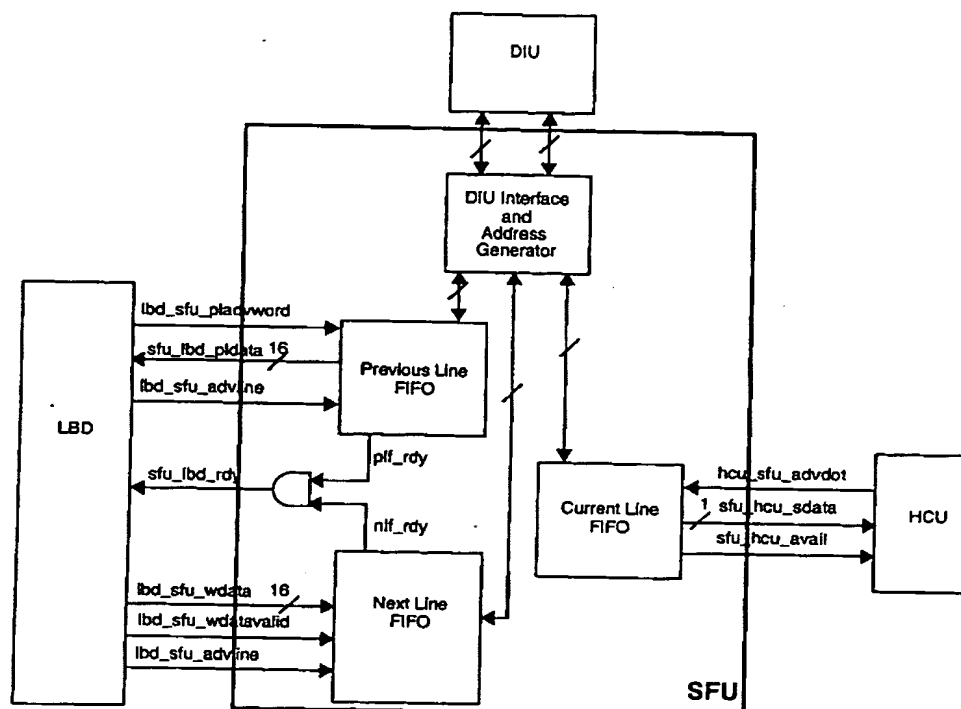 DIU
DIU Interface
and
Address
Generator
lbd_sfu_pladvword
sfu_lbd_pldata 16
lbd_sfu_advline
Previous Line
FIFO
LBD
plf_rdy
sfu_lbd_rdy
nlf_rdy
hcu_sfu_advdot
1 sfu_hcu_sdata
sfu_hcu_avail
Current Line
FIFO
HCU
lbd_sfu_wdata 16
lbd_sfu_wdatavalid
lbd_sfu_advline
Next Line
FIFO
SFU